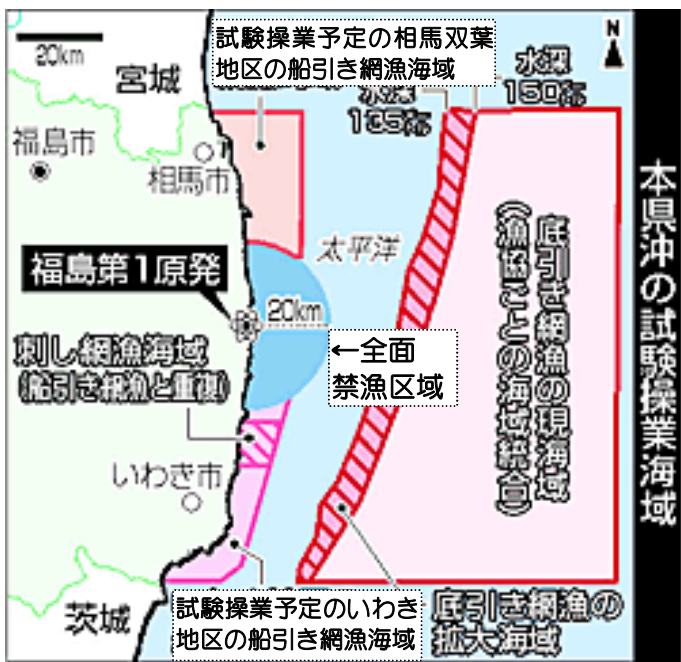 本県沖の試験操業海域
20km
N
試験操業予定の相馬双葉
地区の船引き網漁海域
水深
150㍍
水深
135㍍
宮城
福島市
相馬市
太平洋
福島第1原発
20km
←全面
禁漁区域
刺し網漁海域
(船引き網漁と重複)
底引き網漁の現海域
(漁協ごとの海域統合)
いわき市
茨城
試験操業予定のいわき
地区の船引き網漁海域
底引き網漁の
拡大海域